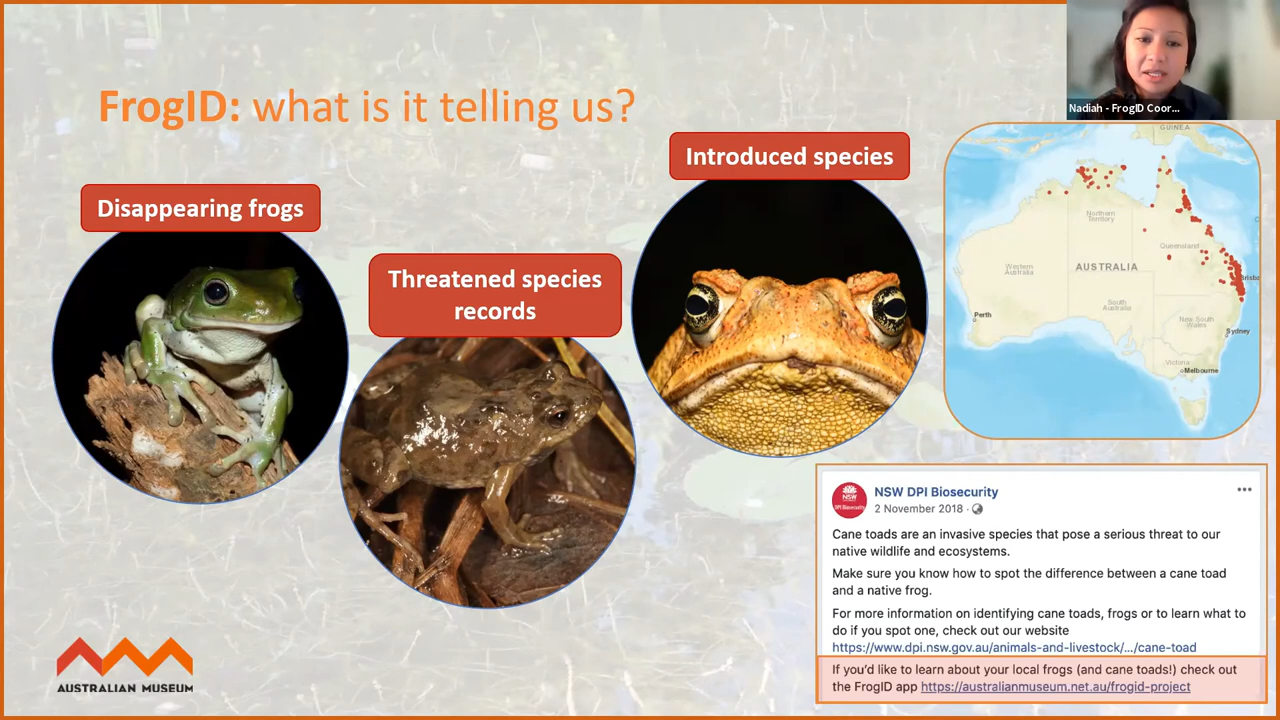 FrogID: what is it telling us?
Nadiah - FrogID Coor...
Disappearing frogs
Threatened species
records
Introduced species
GUINEA
Northern
Territory
Queensland
Western
Australia
AUSTRALIA
Brisba
South
Australia
Perth
New South
Wales
Sydney
Victoria
Melbourne
NSW DPI Biosecurity
2 November 2018 ·
NSW
DPI Biosecurity
Cane toads are an invasive species that pose a serious threat to our
native wildlife and ecosystems.
Make sure you know how to spot the difference between a cane toad
and a native frog.
For more information on identifying cane toads, frogs or to learn what to
do if you spot one, check out our website
https://www.dpi.nsw.gov.au/animals-and-livestock/.../cane-toad
If you'd like to learn about your local frogs (and cane toads!) check out
the FrogID app https://australianmuseum.net.au/frogid-project
AUSTRALIAN MUSEUM